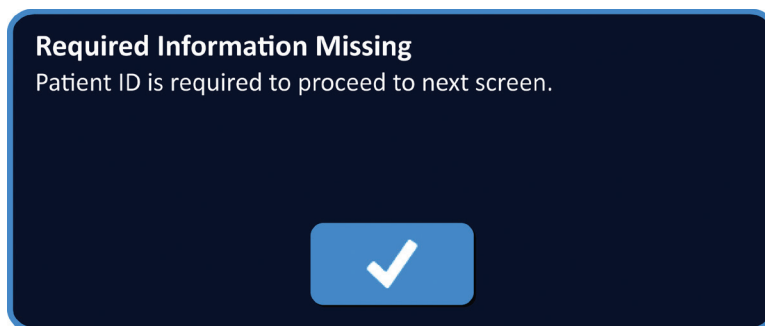 Required Information Missing
Patient ID is required to proceed to next screen.